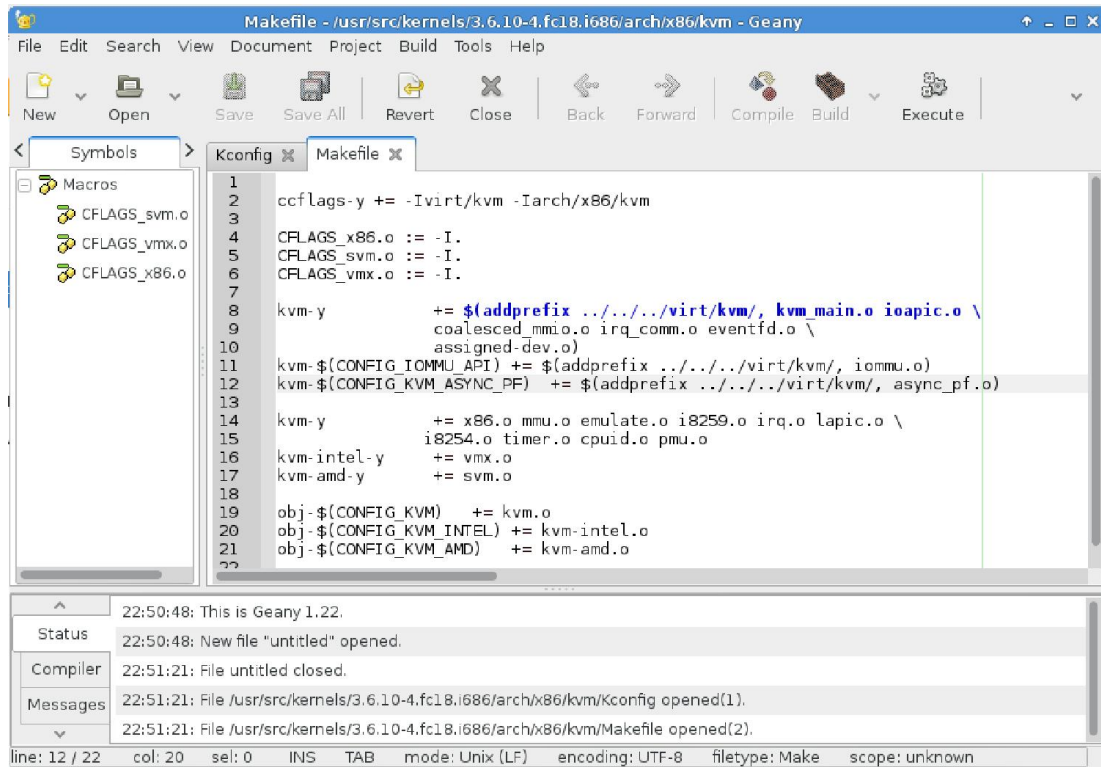 Makefile - /usr/src/kernels/3.6.10-4.fc18.i686/arch/x86/kvm - Geany
File Edit Search View Document Project Build Tools Help
New Open Save Save All Revert Close Back Forward Compile Build Execute
Symbols Kconfig Makefile
Macros
CFLAGS_svm.o
CFLAGS_vmx.o
CFLAGS_x86.o
1
2 ccflags-y += -Ivirt/kvm -Iarch/x86/kvm
3
4 CFLAGS_x86.o := -I.
5 CFLAGS_svm.o := -I.
6 CFLAGS_vmx.o := -I.
7
8 kvm-y += $(addprefix ../../../virt/kvm/, kvm_main.o ioapic.o \
9 coalesced_mmio.o irq_comm.o eventfd.o \
10 assigned-dev.o)
11 kvm-$(CONFIG_IOMMU_API) += $(addprefix ../../../virt/kvm/, iommu.o)
12 kvm-$(CONFIG_KVM_ASYNC_PF) += $(addprefix ../../../virt/kvm/, async_pf.o)
13
14 kvm-y += x86.o mmu.o emulate.o i8259.o irq.o lapic.o \
15 i8254.o timer.o cpuid.o pmu.o
16 kvm-intel-y += vmx.o
17 kvm-amd-y += svm.o
18
19 obj-$(CONFIG_KVM) += kvm.o
20 obj-$(CONFIG_KVM_INTEL) += kvm-intel.o
21 obj-$(CONFIG_KVM_AMD) += kvm-amd.o
22
Status
Compiler
Messages
22:50:48: This is Geany 1.22.
22:50:48: New file "untitled" opened.
22:51:21: File untitled closed.
22:51:21: File /usr/src/kernels/3.6.10-4.fc18.i686/arch/x86/kvm/Kconfig opened(1).
22:51:21: File /usr/src/kernels/3.6.10-4.fc18.i686/arch/x86/kvm/Makefile opened(2).
line: 12 / 22 col: 20 sel: 0 INS TAB mode: Unix (LF) encoding: UTF-8 filetype: Make scope: unknown